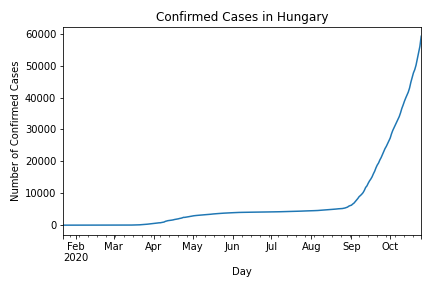 Confirmed Cases in Hungary
Number of Confirmed Cases
60000
50000
40000
30000
20000
10000
0
Feb Mar Apr May Jun Jul Aug Sep Oct
2020
Day